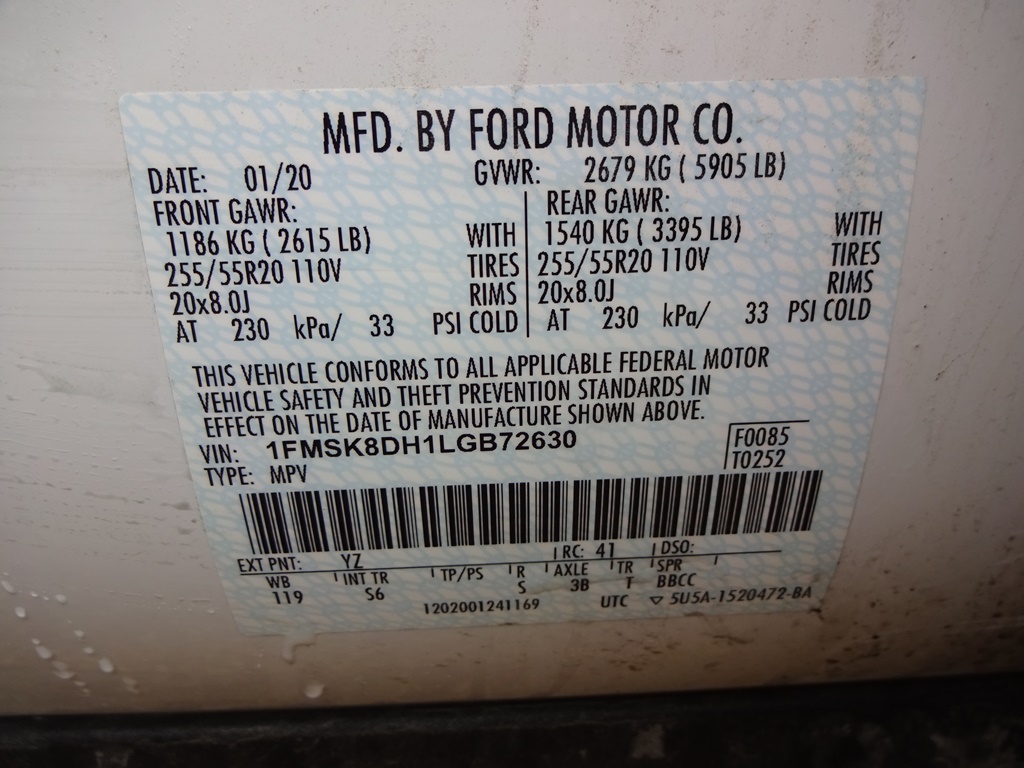 MFD. BY FORD MOTOR CO.
DATE: 01/20 GVWR: 2679 KG ( 5905 LB)
FRONT GAWR: REAR GAWR:
1186 KG ( 2615 LB) WITH 1540 KG ( 3395 LB) WITH
255/55R20 110V TIRES 255/55R20 110V TIRES
20x8.0J RIMS 20x8.0J RIMS
AT 230 kPa/ 33 PSI COLD AT 230 kPa/ 33 PSI COLD
THIS VEHICLE CONFORMS TO ALL APPLICABLE FEDERAL MOTOR
VEHICLE SAFETY AND THEFT PREVENTION STANDARDS IN
EFFECT ON THE DATE OF MANUFACTURE SHOWN ABOVE.
VIN: 1FMSK8DH1LGB72630 F0085
TYPE: MPV T0252
EXT PNT: YZ RC: 41 DSO:
WB INT TR TP/PS R AXLE TR SPR
119 S6 S 3B T BBCC
1202001241169 UTC ▽ 5U5A-1520472-BA